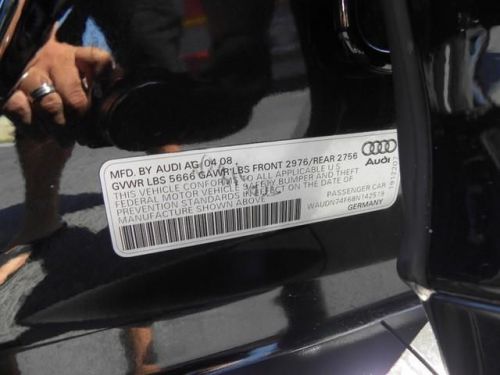 MFD. BY AUDI AG 04 08
GVWR LBS 5666 GAWR LBS FRONT 2976/REAR 2756
THIS VEHICLE CONFORMS TO ALL APPLICABLE U S
FEDERAL MOTOR VEHICLE SAFETY BUMPER AND THEFT
PREVENTION STANDARDS IN EFFECT ON THE DATE OF
MANUFACTURE SHOWN ABOVE
Audi
PASSENGER CAR
GERMANY